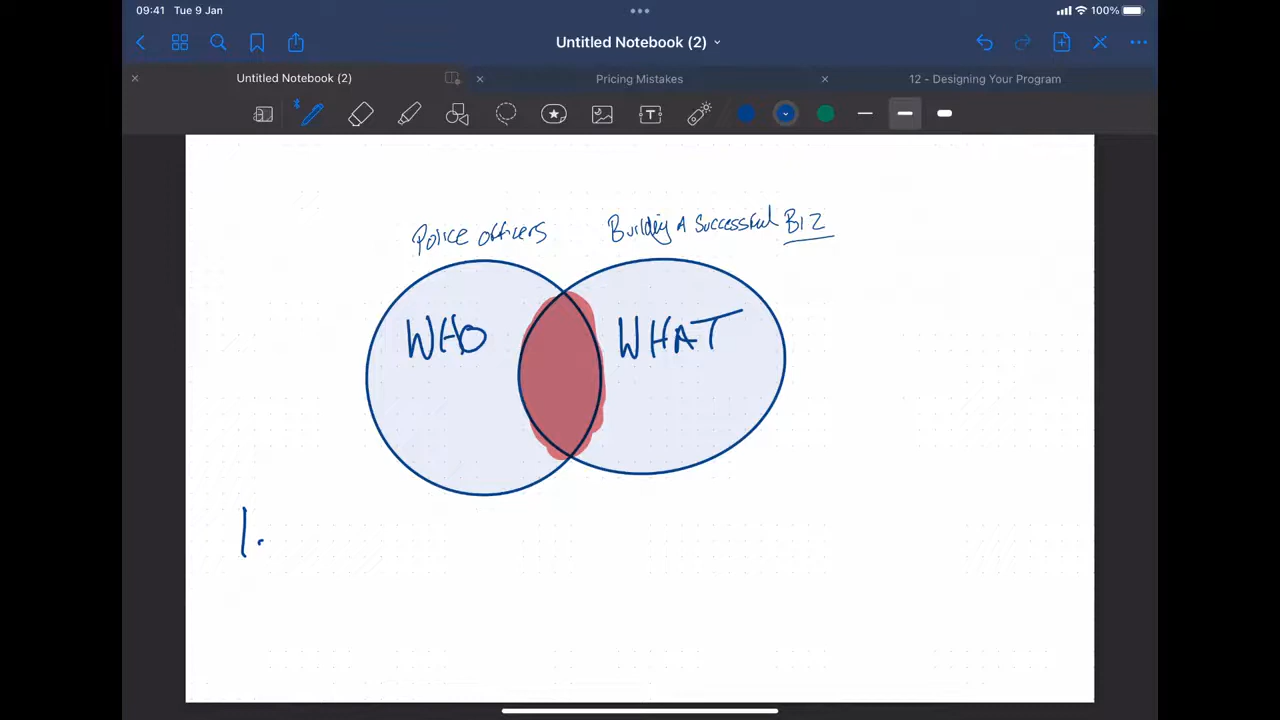 09:41 Tue 9 Jan
100%
Untitled Notebook (2)
Untitled Notebook (2)
Pricing Mistakes
12 - Designing Your Program
T
Police officers
Building A Successful BIZ
WHO
WHAT
1.